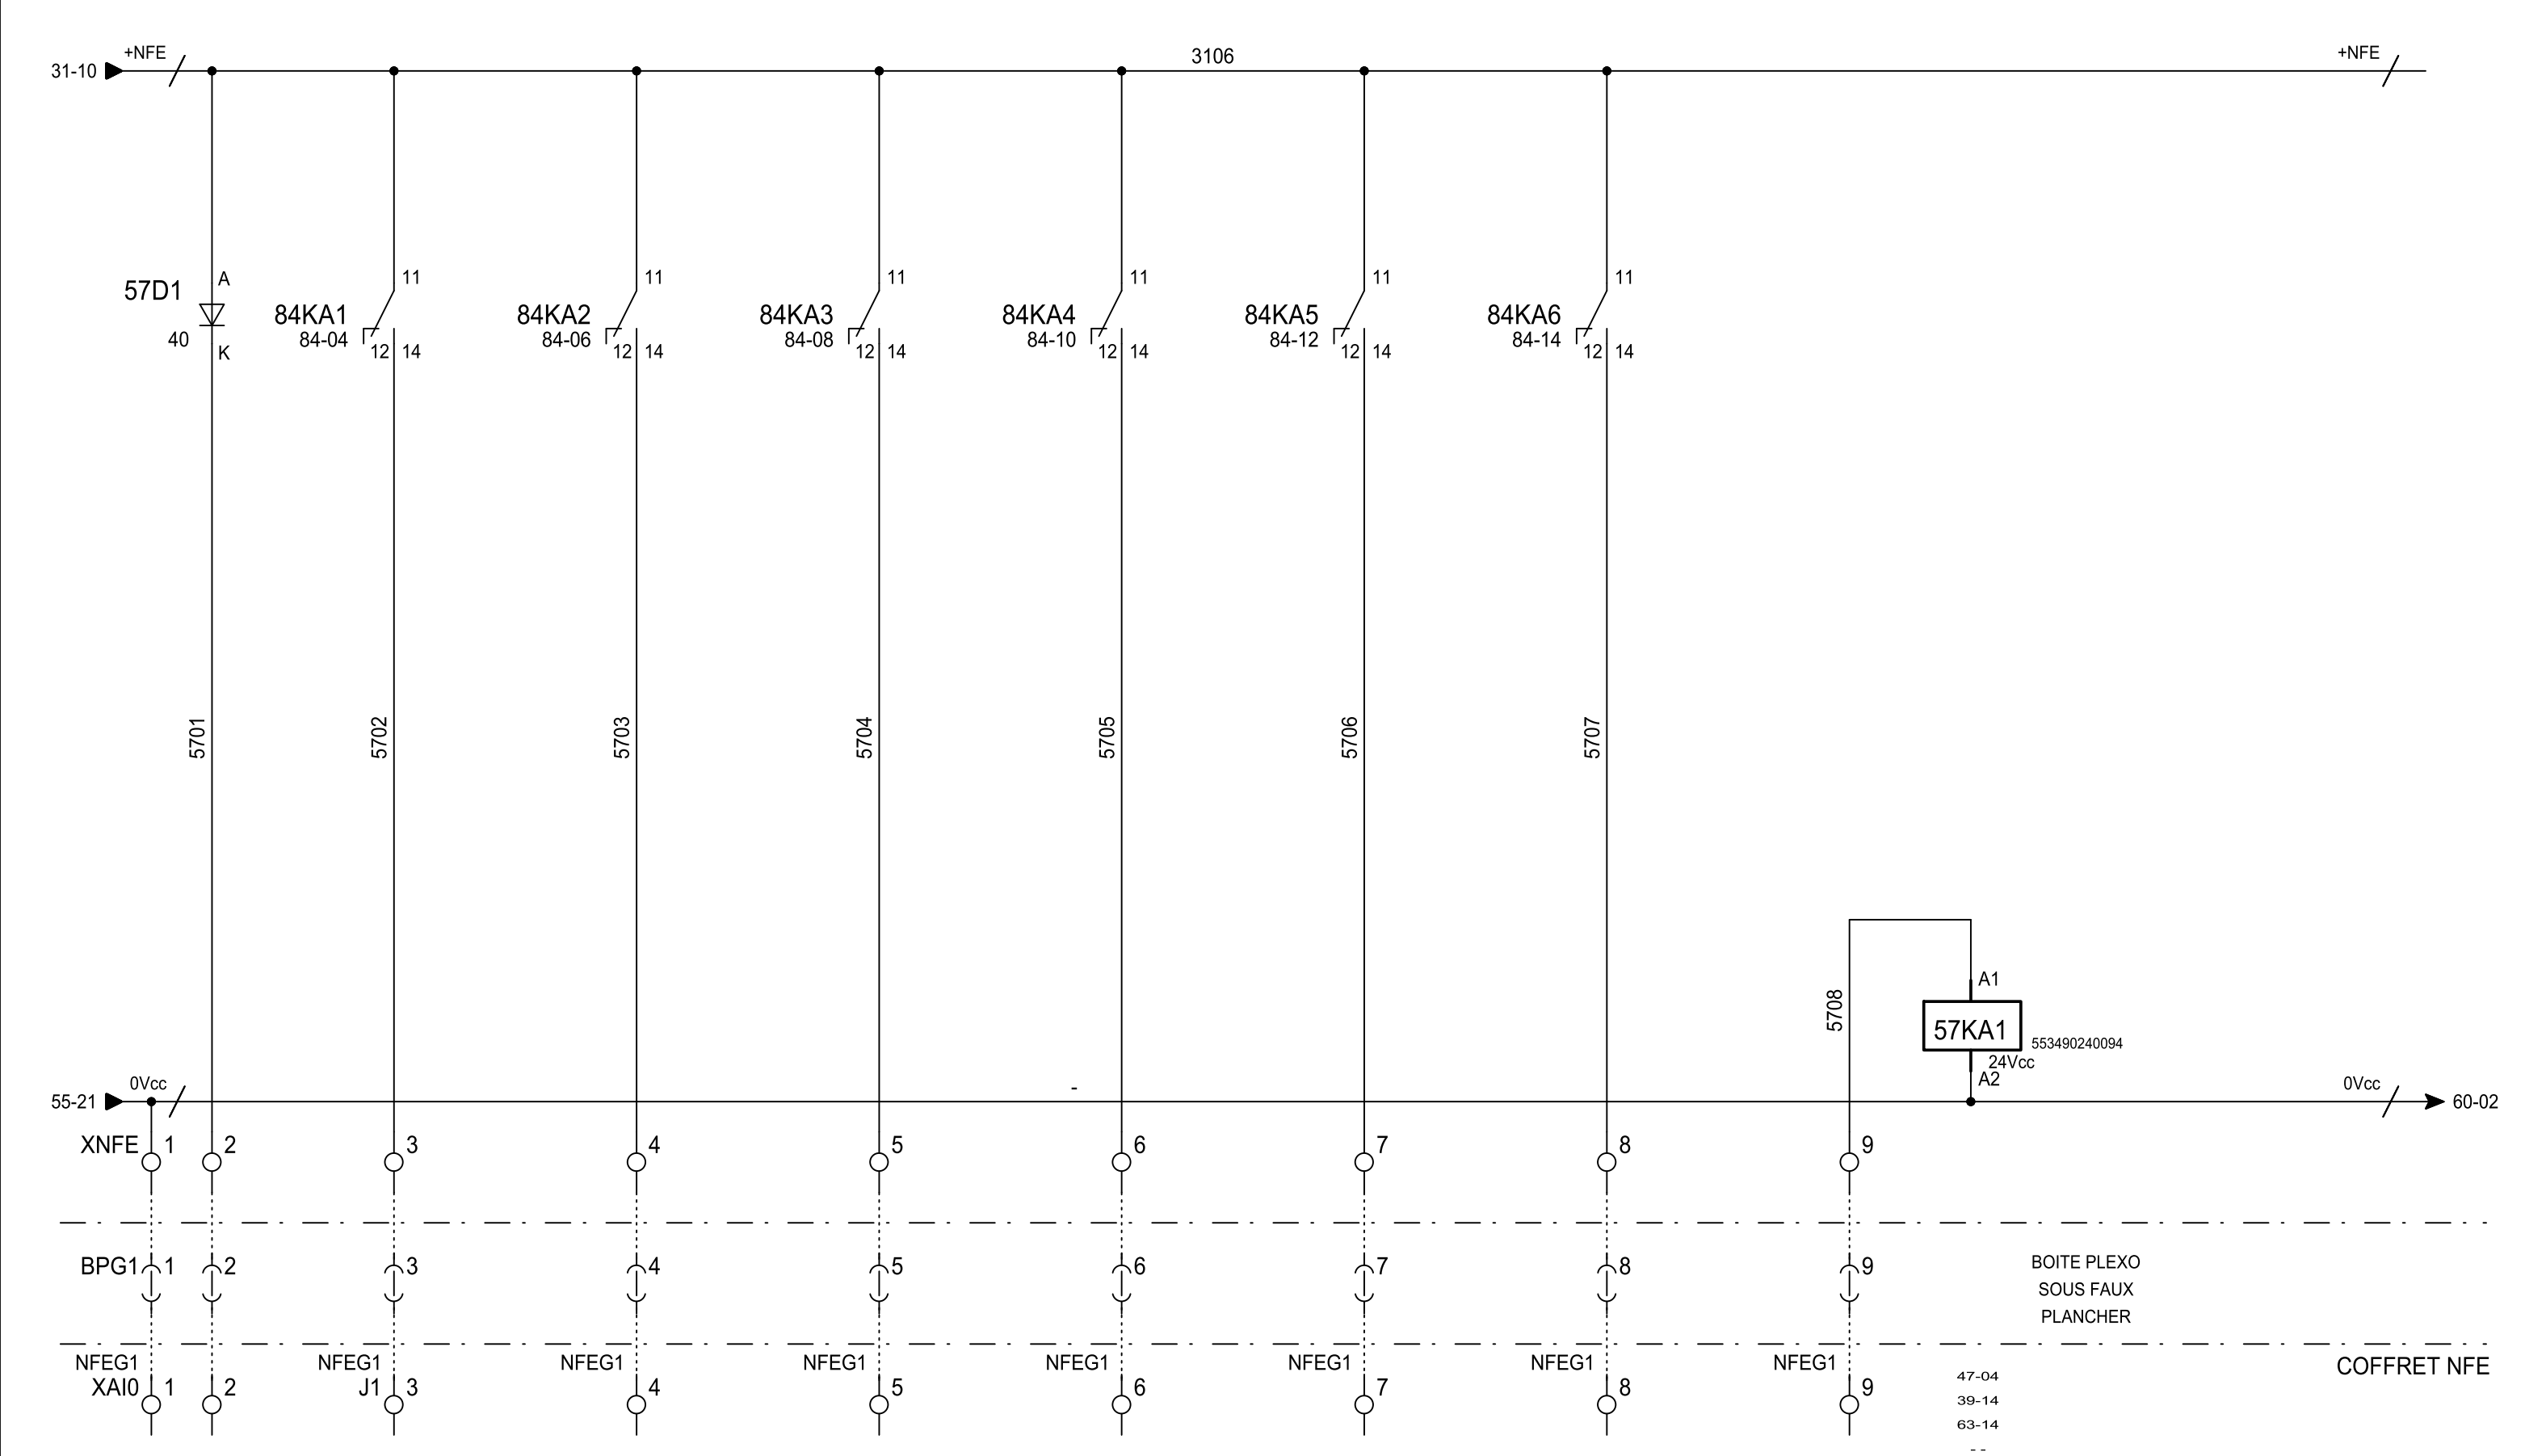 +NFE
3106
+NFE
31-10
57D1
A
40
K
84KA1
84-04
11
12
14
84KA2
84-06
11
12
14
84KA3
84-08
11
12
14
84KA4
84-10
11
12
14
84KA5
84-12
11
12
14
84KA6
84-14
11
12
14
5701
5702
5703
5704
5705
5706
5707
5708
A1
57KA1
553490240094
24Vcc
A2
0Vcc
-
0Vcc
55-21
60-02
XNFE 1 2 3 4 5 6 7 8 9
BPG1 1 2 3 4 5 6 7 8 9
BOITE PLEXO
SOUS FAUX
PLANCHER
NFEG1 NFEG1 NFEG1 NFEG1 NFEG1 NFEG1 NFEG1 NFEG1
COFFRET NFE
XAI0 1 2 J1 3 4 5 6 7 8 9
47-04
39-14
63-14
--